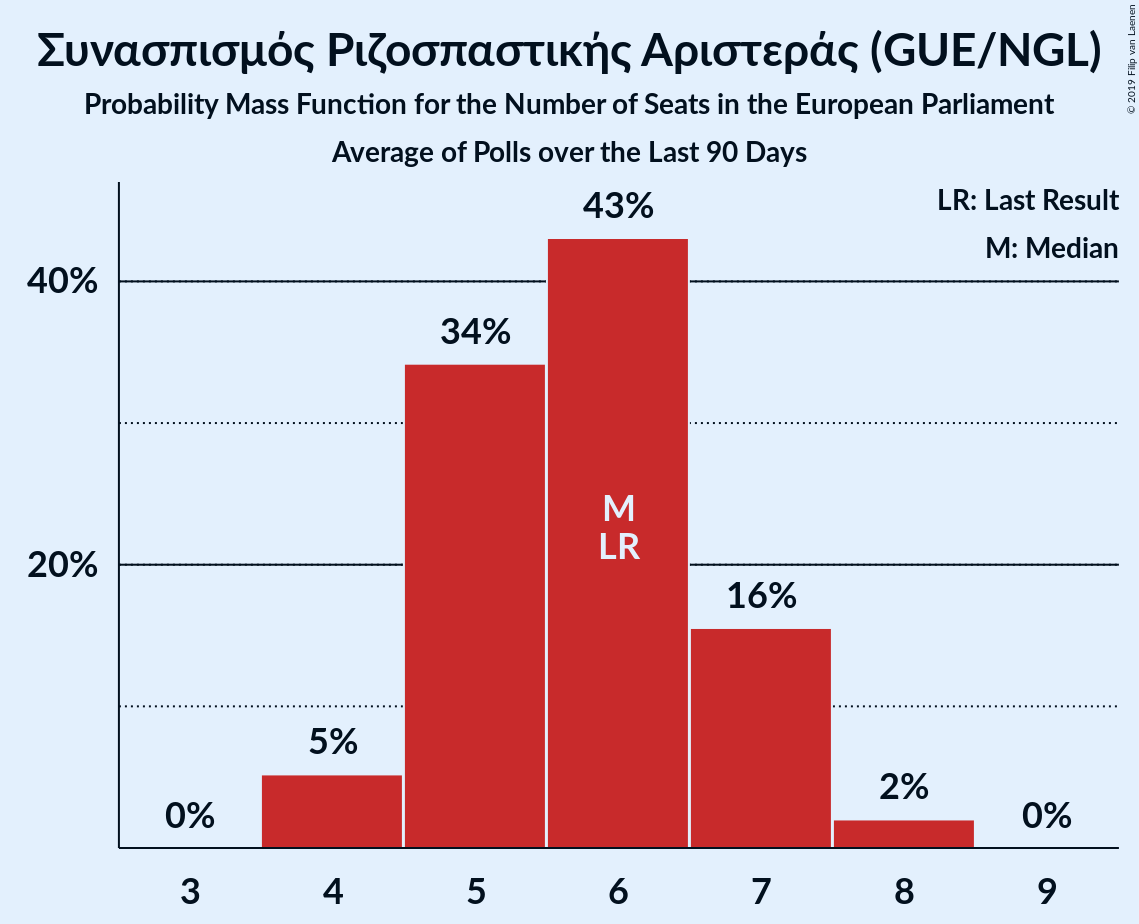 Συνασπισμός Ριζοσπαστικής Αριστεράς (GUE/NGL)
Probability Mass Function for the Number of Seats in the European Parliament
Average of Polls over the Last 90 Days
© 2019 Filip van Laenen
LR: Last Result
M: Median
43%
40%
34%
M
LR
20%
16%
5%
2%
0%
0%
3 4 5 6 7 8 9